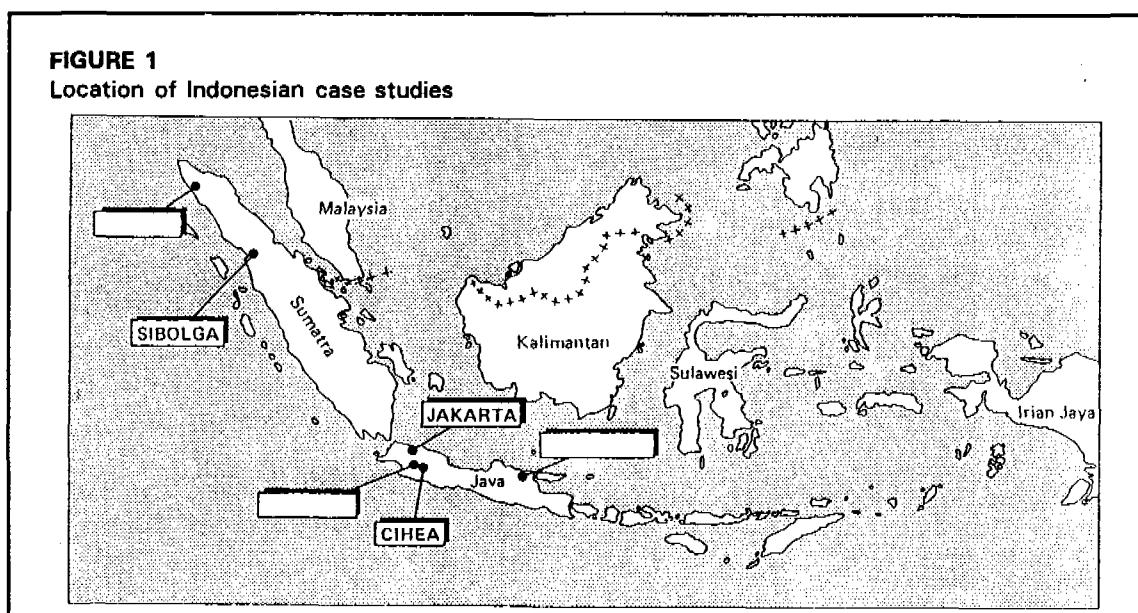 FIGURE 1
Location of Indonesian case studies
Malaysia
SIBOLGA
Sumatra
Kalimantan
Sulawesi
Irian Jaya
JAKARTA
Java
CIHEA